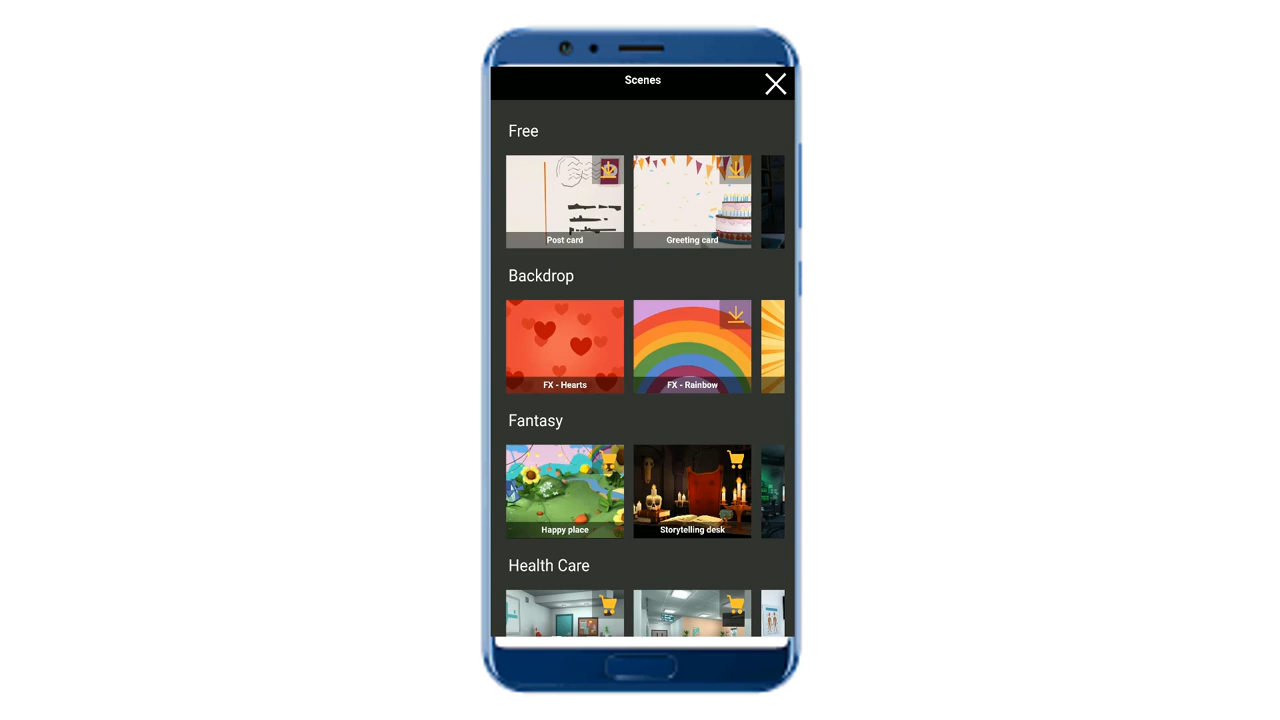 Scenes
Free
Post card
Greeting card
Backdrop
FX - Hearts
FX - Rainbow
Fantasy
Happy place
Storytelling desk
Health Care